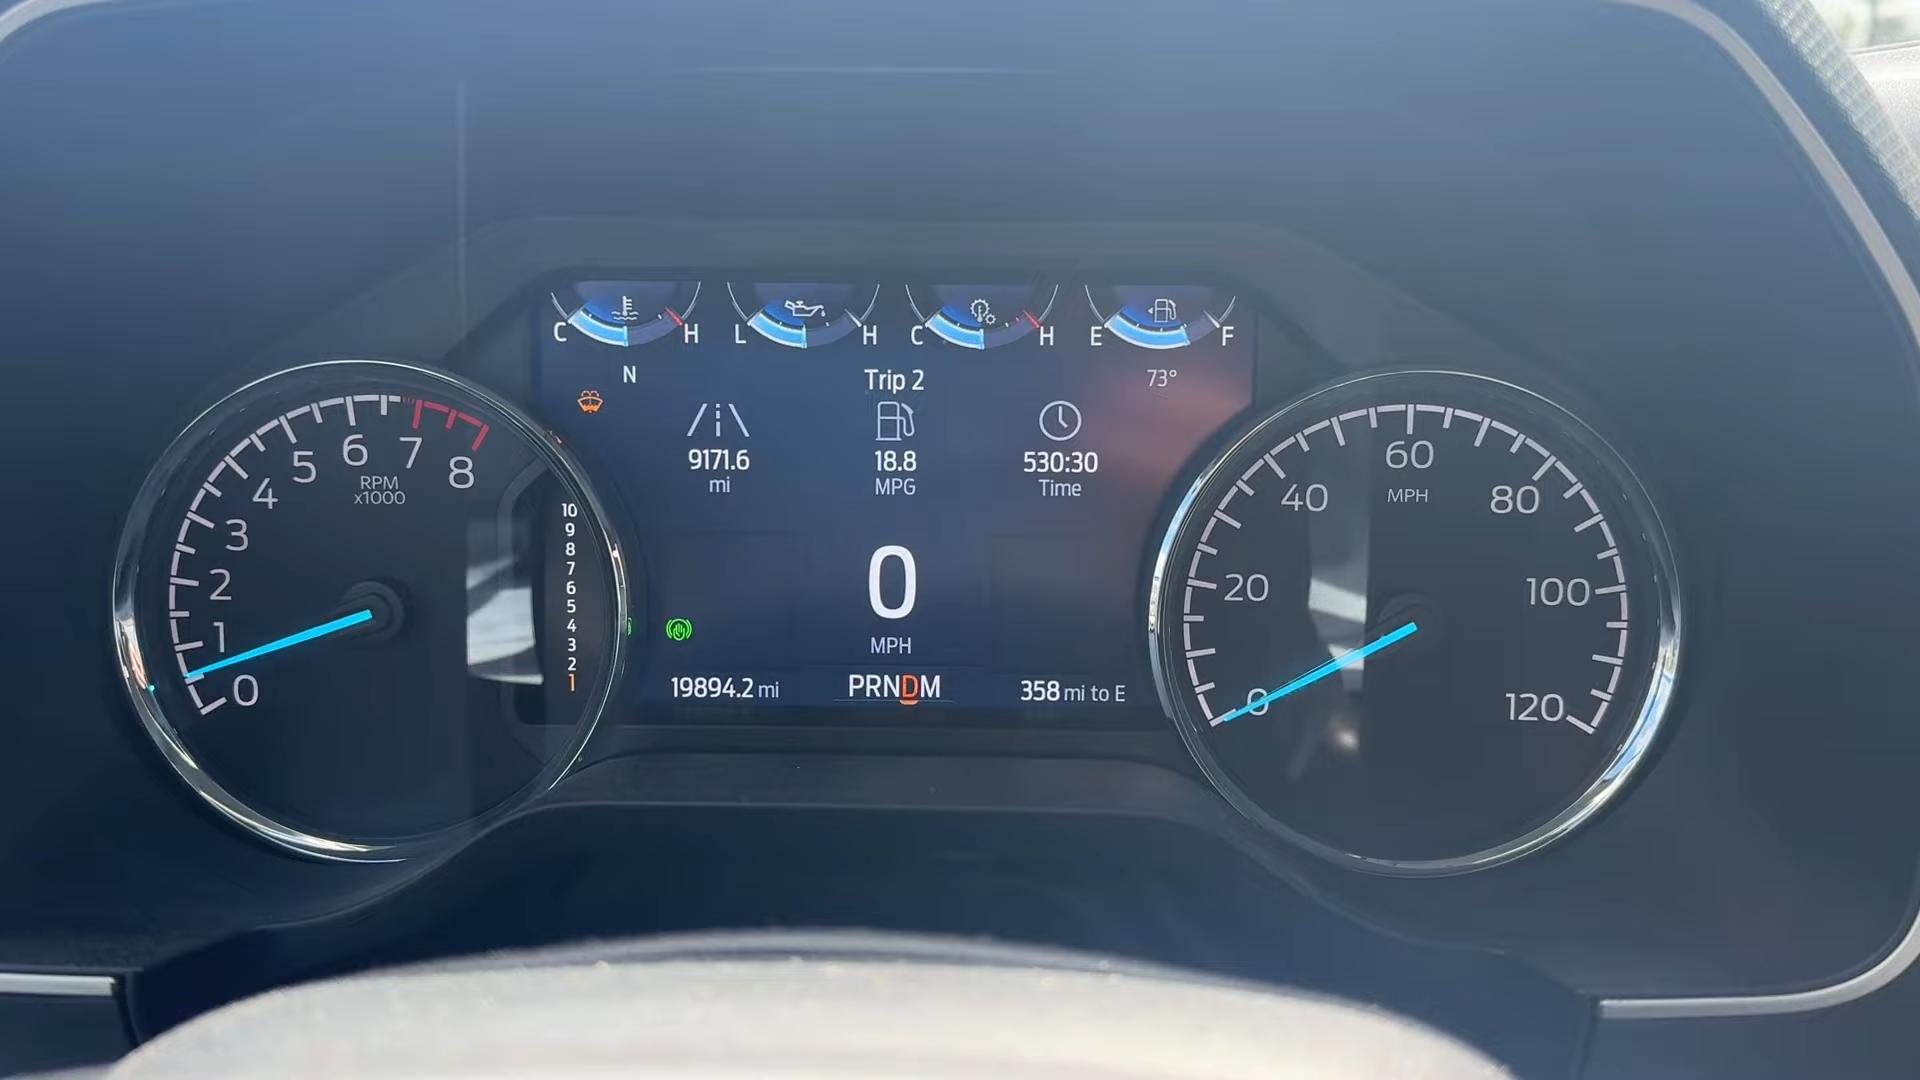 C H L H C H E F
N
Trip 2
73°
9171.6
mi
18.8
MPG
530:30
Time
0
1
2
3
4
5
6
7
8
RPM
x1000
10
9
8
7
6
5
4
3
2
1
0
MPH
19894.2 mi
PRNDM
358 mi to E
0
20
40
60
80
100
120
MPH